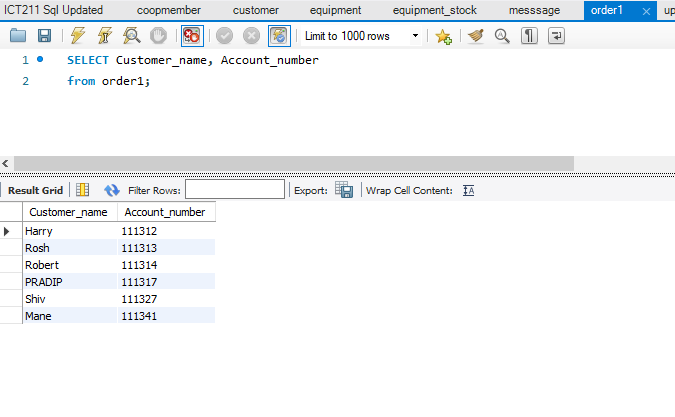 ICT211 Sql Updated coopmember customer equipment equipment_stock messsage order1 up
Limit to 1000 rows
1 SELECT Customer_name, Account_number
2 from order1;
Result Grid Filter Rows: Export: Wrap Cell Content:
Customer_name Account_number
Harry 111312
Rosh 111313
Robert 111314
PRADIP 111317
Shiv 111327
Mane 111341